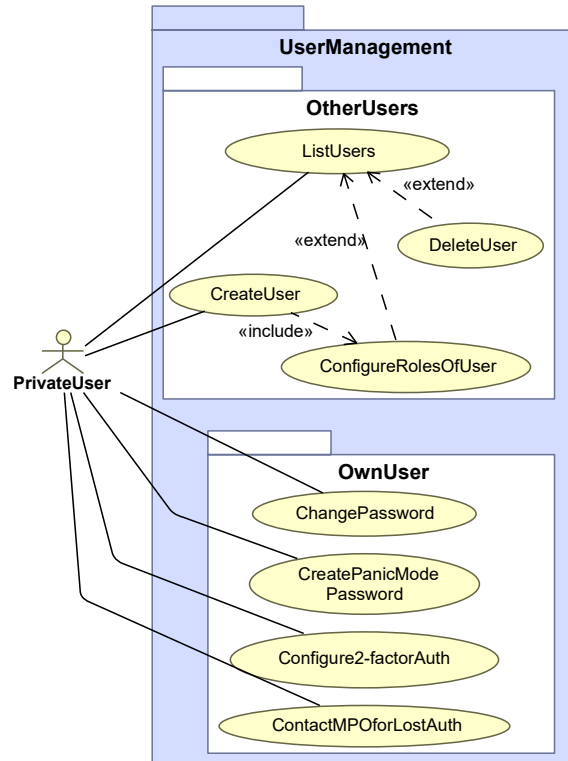 UserManagement
OtherUsers
ListUsers
«extend»
DeleteUser
«extend»
CreateUser
«include»
ConfigureRolesOfUser
PrivateUser
OwnUser
ChangePassword
CreatePanicMode
Password
Configure2-factorAuth
ContactMPOforLostAuth